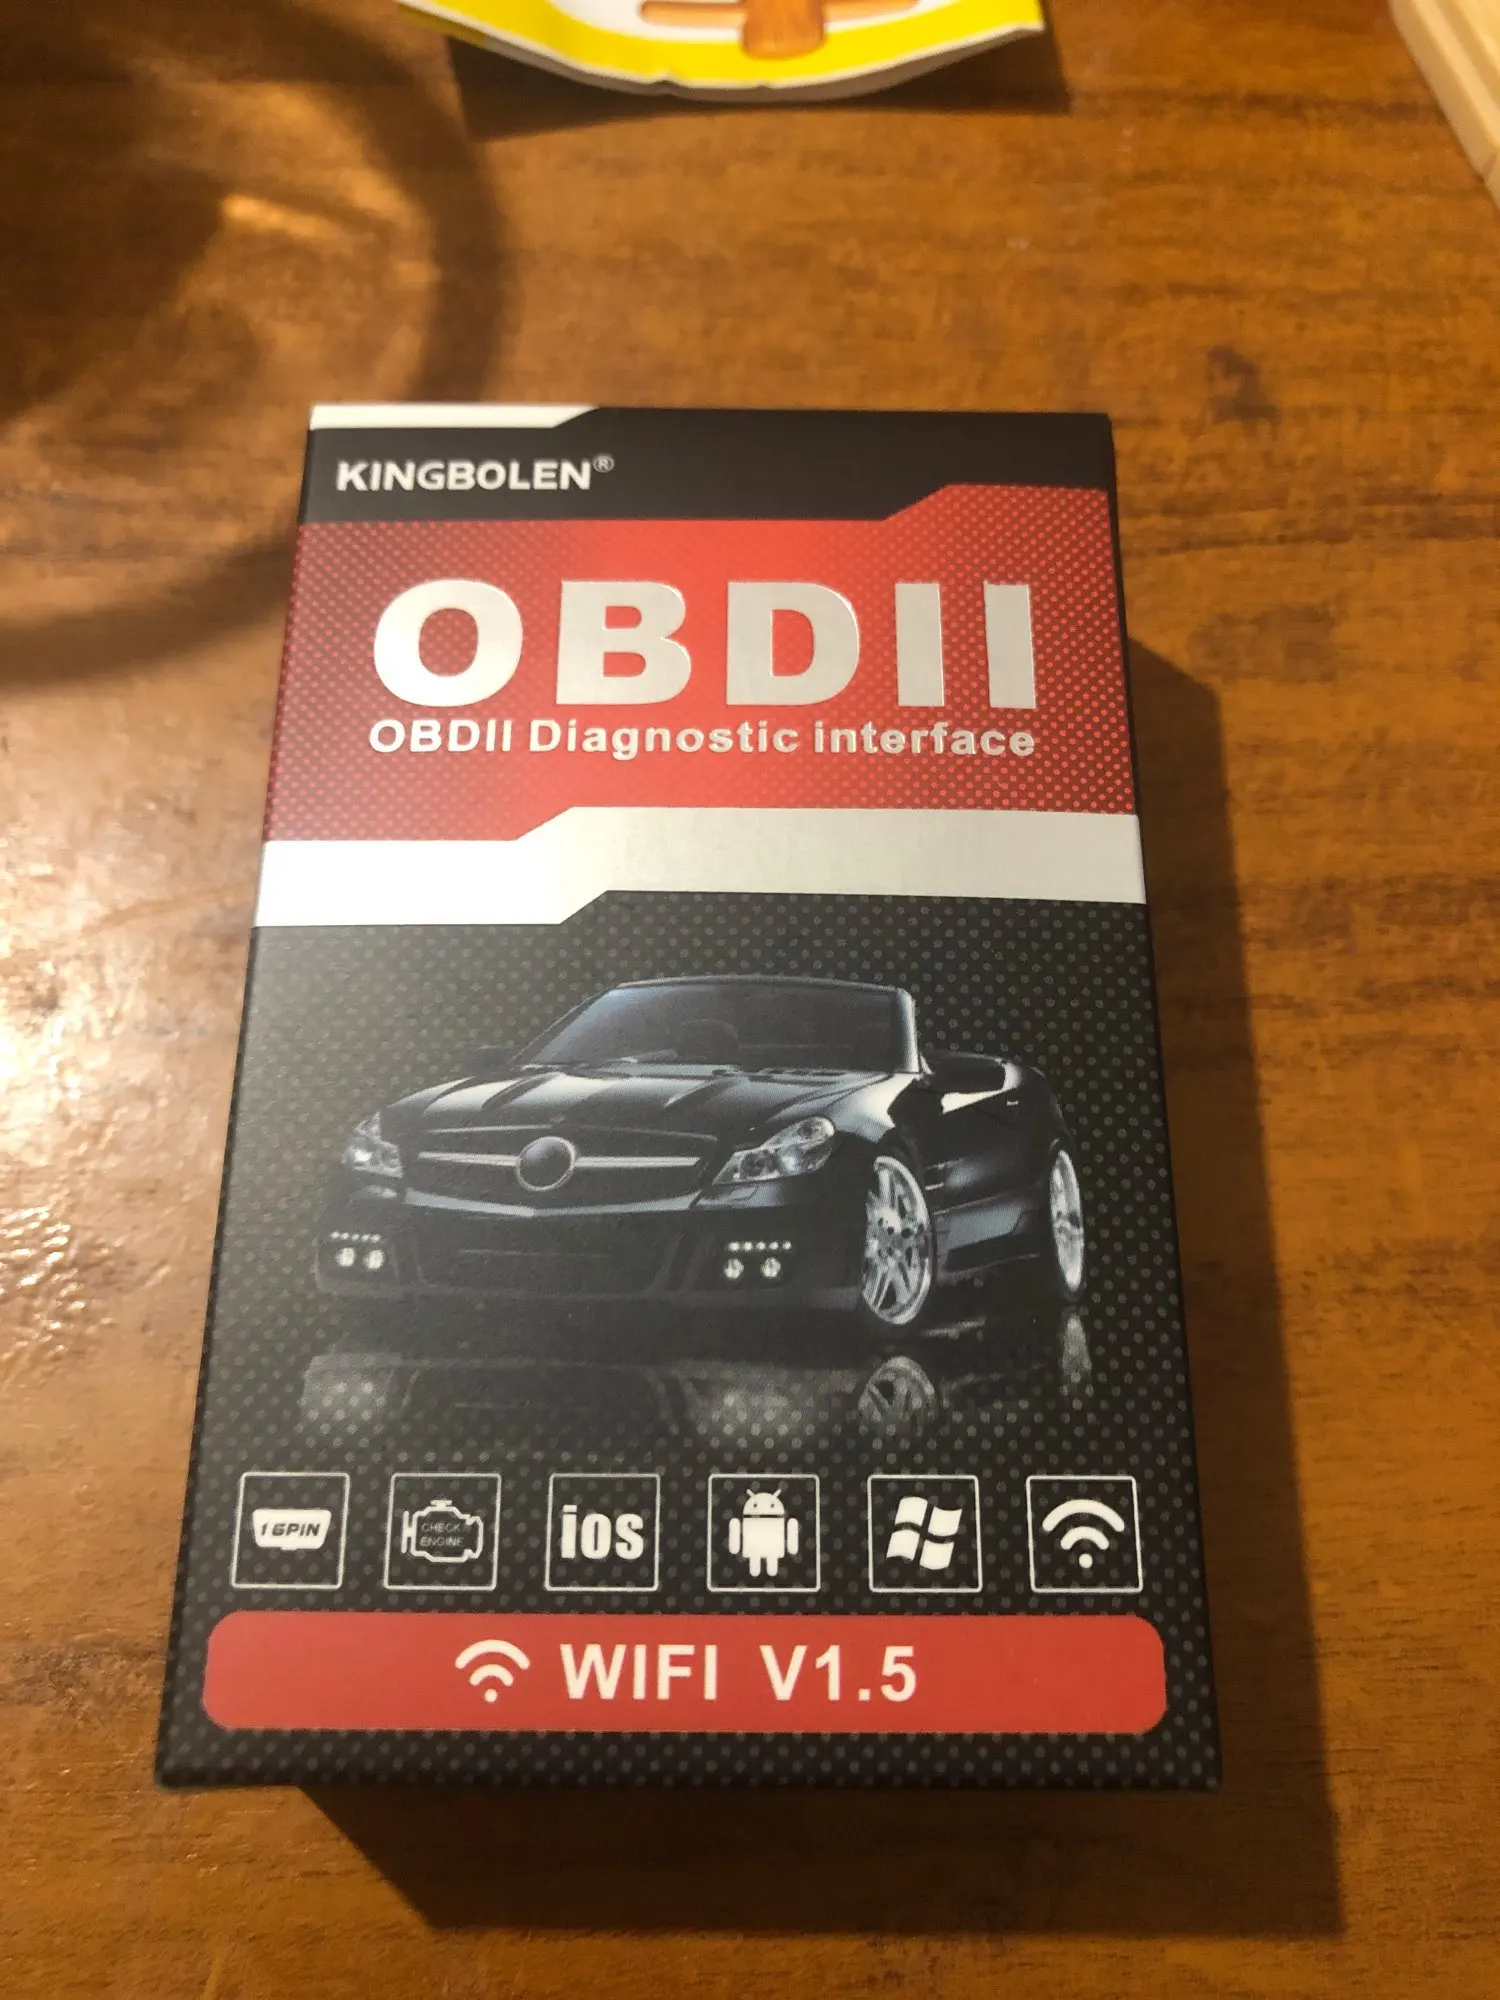 KINGBOLEN®
OBDII
OBDII Diagnostic interface
16PIN
CHECK
ENGINE
ios
WIFI V1.5